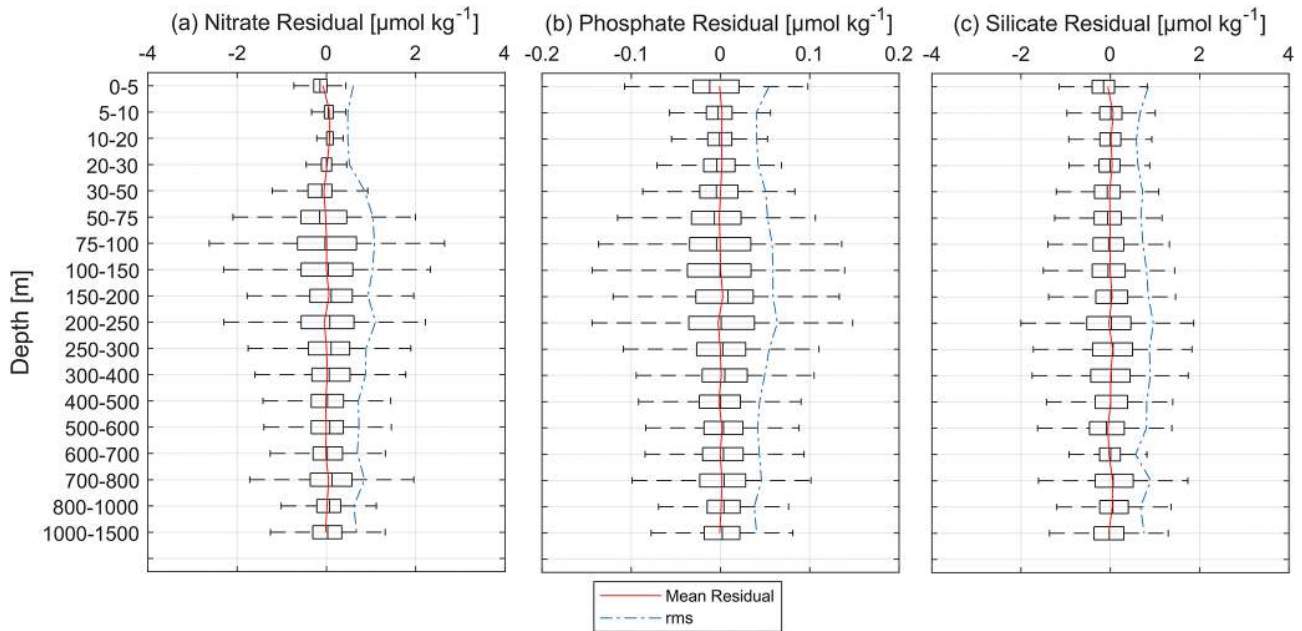 (a) Nitrate Residual [µmol kg⁻¹]
-4 -2 0 2 4
(b) Phosphate Residual [µmol kg⁻¹]
-0.2 -0.1 0 0.1 0.2
(c) Silicate Residual [µmol kg⁻¹]
-4 -2 0 2 4
Depth [m]
0-5
5-10
10-20
20-30
30-50
50-75
75-100
100-150
150-200
200-250
250-300
300-400
400-500
500-600
600-700
700-800
800-1000
1000-1500
Mean Residual
rms